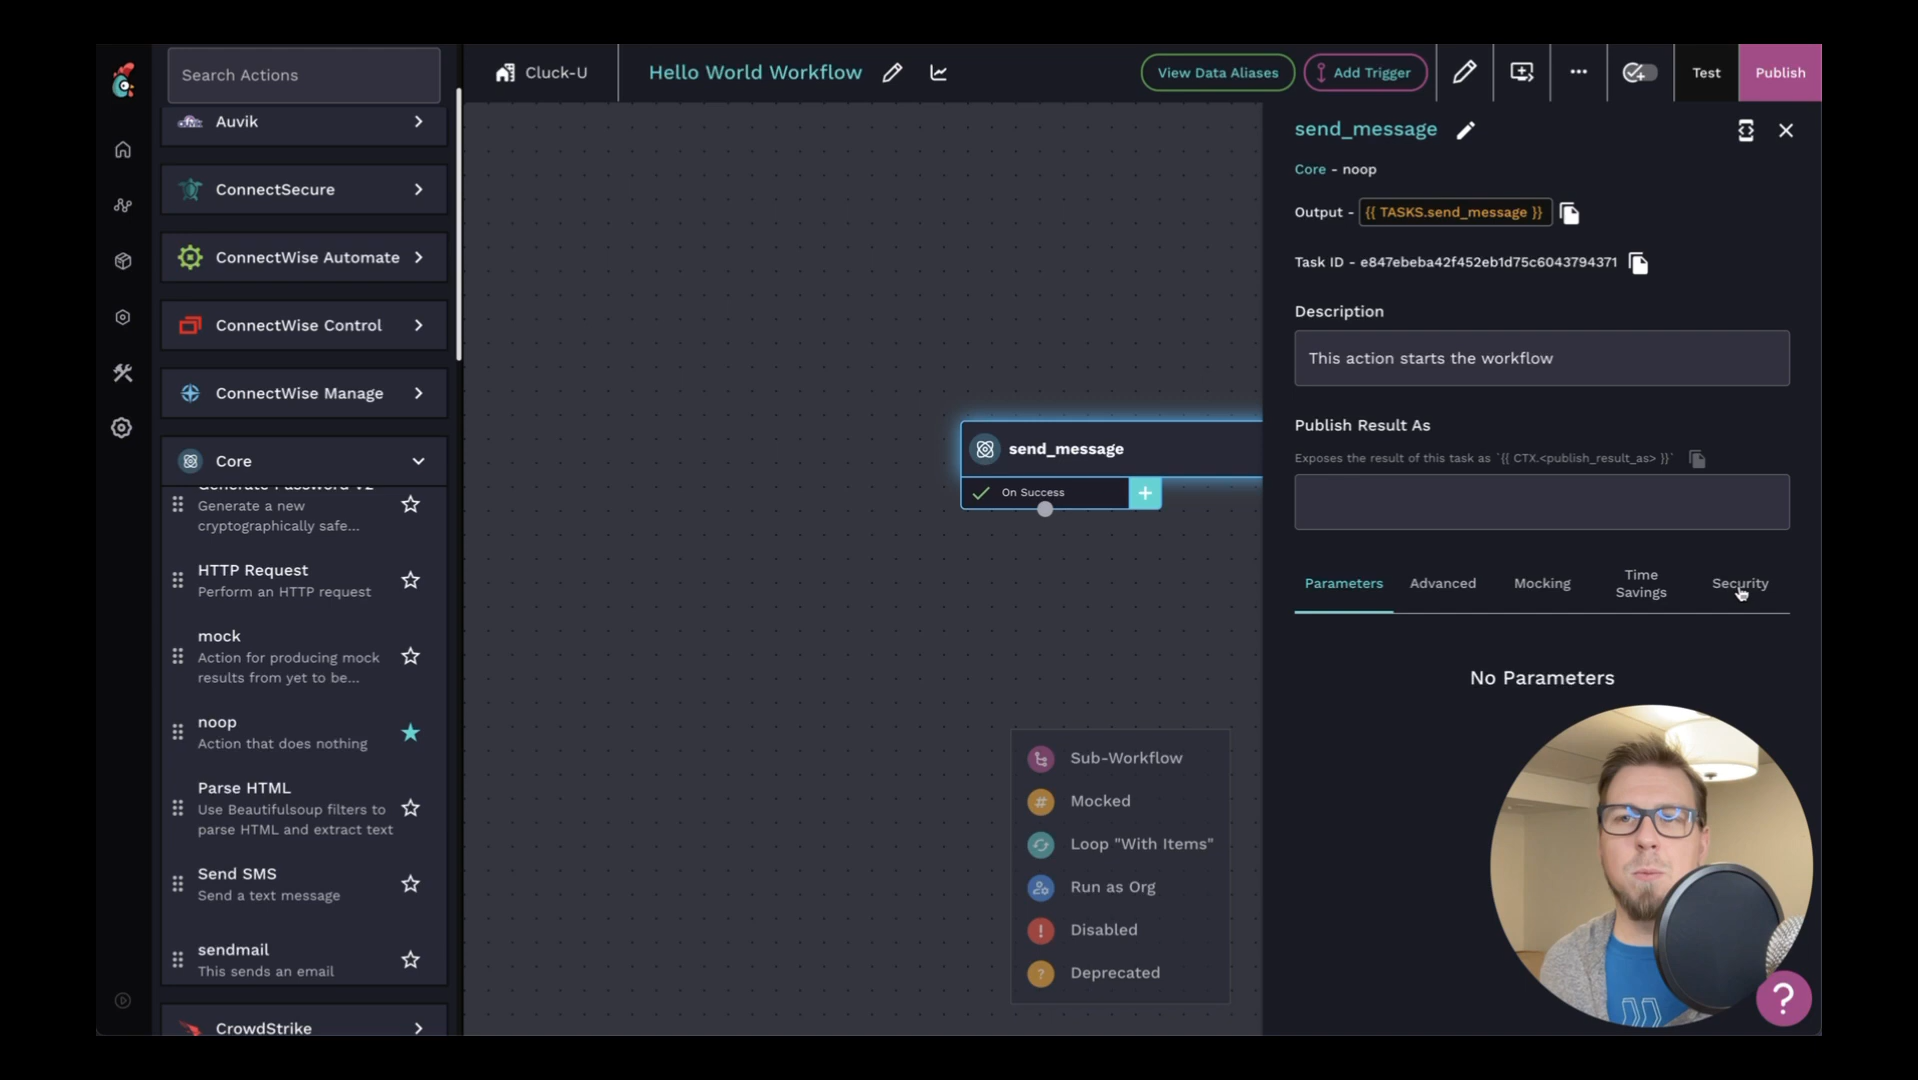 Search Actions
Auvik
ConnectSecure
ConnectWise Automate
ConnectWise Control
ConnectWise Manage
Core
Generate Password V2
Generate a new
cryptographically safe...
HTTP Request
Perform an HTTP request
mock
Action for producing mock
results from yet to be...
noop
Action that does nothing
Parse HTML
Use Beautifulsoup filters to
parse HTML and extract text
Send SMS
Send a text message
sendmail
This sends an email
CrowdStrike
Cluck-U
Hello World Workflow
View Data Aliases
Add Trigger
Test
Publish
send_message
On Success
Sub-Workflow
Mocked
Loop "With Items"
Run as Org
Disabled
Deprecated
send_message
Core - noop
Output - {{ TASKS.send_message }}
Task ID - e847ebeba42f452eb1d75c6043794371
Description
This action starts the workflow
Publish Result As
Exposes the result of this task as `{{ CTX.<publish_result_as> }}`
Parameters
Advanced
Mocking
Time
Savings
Security
No Parameters